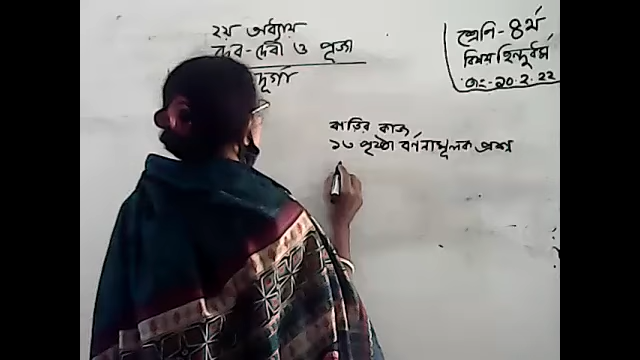 ২য় অধ্যায়
দেব-দেবী ও পূজা
দূর্গা
শ্রেণি-৪র্থ
বিষয় হিন্দুধর্ম
তাং-২০.২.২২
বাড়ির কাজ
১৩ পৃষ্ঠা বর্ণনামূলক প্রশ্ন